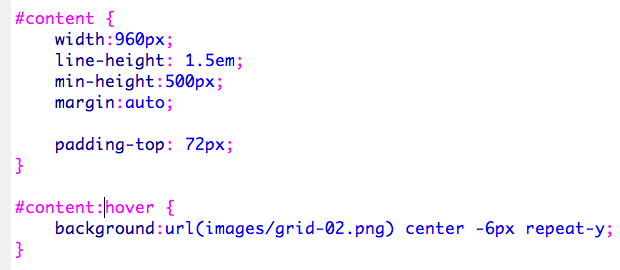 #content {
    width:960px;
    line-height: 1.5em;
    min-height:500px;
    margin:auto;

    padding-top: 72px;
}

#content:hover {
    background:url(images/grid-02.png) center -6px repeat-y;
}